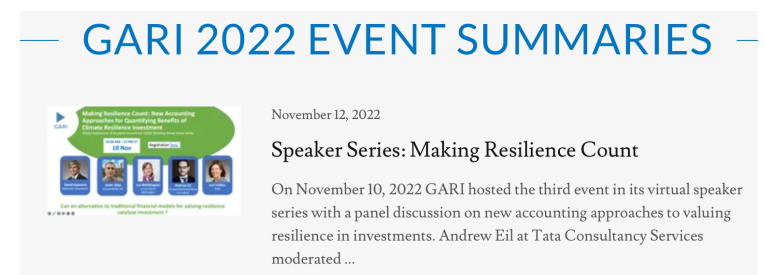 GARI 2022 EVENT SUMMARIES
Making Resilience Count: New Accounting
Approaches for Quantifying Benefits of
Climate Resilience Investment
GARI
10 Nov
Registration here
Can an alternative to traditional financial models for valuing resilience
catalyse investment ?
November 12, 2022
Speaker Series: Making Resilience Count
On November 10, 2022 GARI hosted the third event in its virtual speaker
series with a panel discussion on new accounting approaches to valuing
resilience in investments. Andrew Eil at Tata Consultancy Services
moderated ...